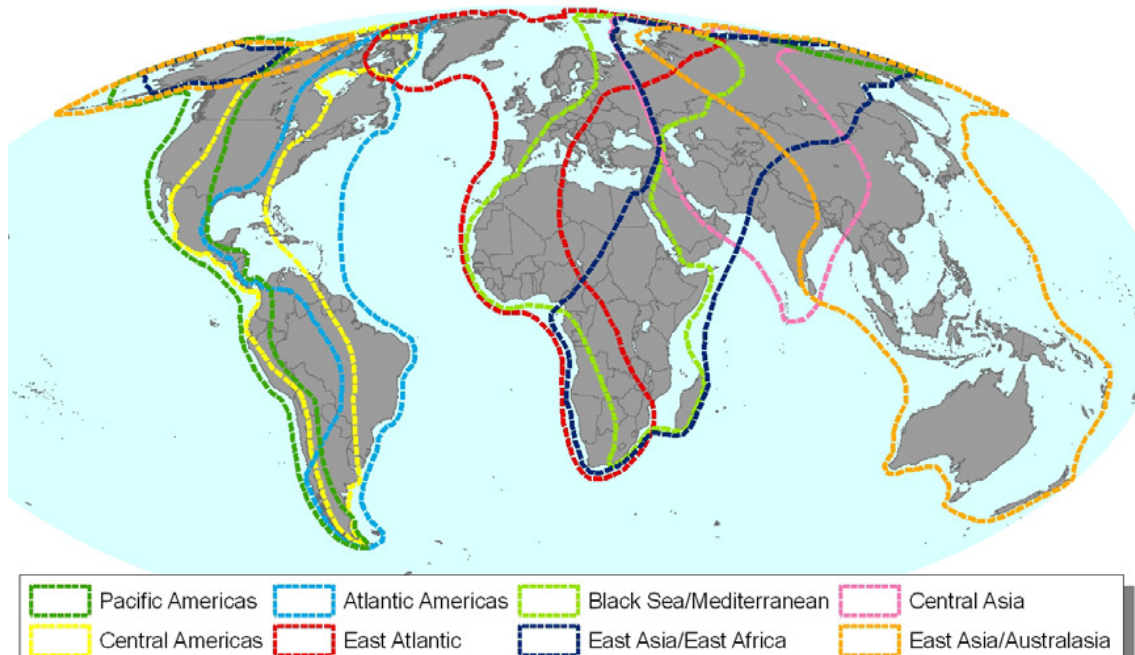 Pacific Americas
Atlantic Americas
Black Sea/Mediterranean
Central Asia
Central Americas
East Atlantic
East Asia/East Africa
East Asia/Australasia